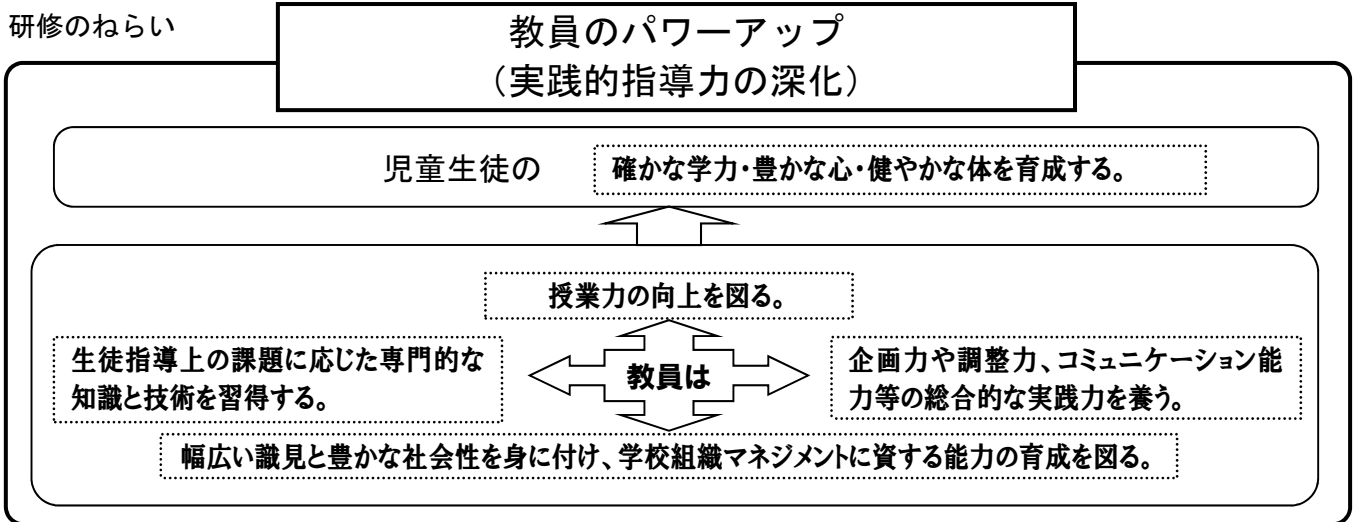 研修のねらい
教員のパワーアップ
（実践的指導力の深化）
児童生徒の 確かな学力・豊かな心・健やかな体を育成する。
授業力の向上を図る。
生徒指導上の課題に応じた専門的な
知識と技術を習得する。
教員は
企画力や調整力、コミュニケーション能
力等の総合的な実践力を養う。
幅広い識見と豊かな社会性を身に付け、学校組織マネジメントに資する能力の育成を図る。